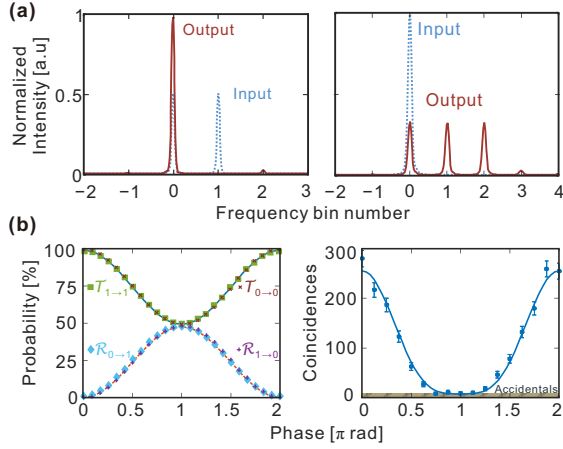 (a)
Normalized
Intensity [a.u]
1
0.5
0
Output
Input
−2 −1 0 1 2 3
Input
Output
−2 −1 0 1 2 3 4
Frequency bin number
(b)
Probability [%]
100
75
50
25
0
T1→1
T0→0
R0→1
R1→0
0 0.5 1 1.5 2
Coincidences
300
200
100
0
Accidentals
0 0.5 1 1.5 2
Phase [π rad]